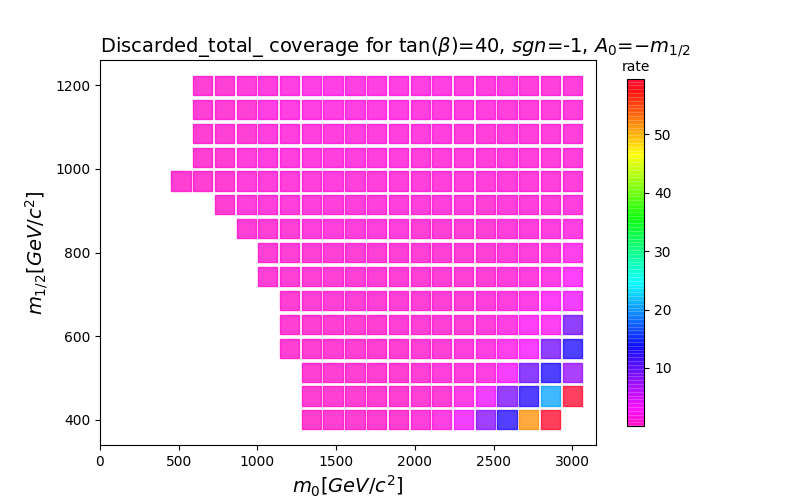 Discarded_total_ coverage for tan(β)=40, sgn=-1, A₀=−m₁/₂
rate
1200
1000
800
600
400
m₁/₂[GeV/c²]
50
40
30
20
10
0 500 1000 1500 2000 2500 3000
m₀[GeV/c²]